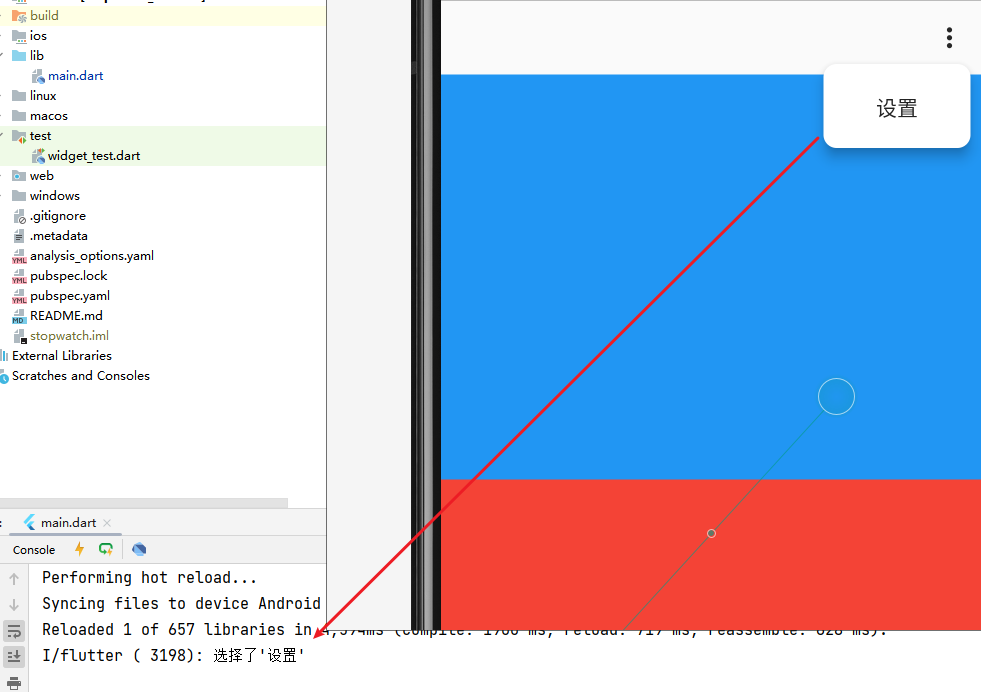 build
ios
lib
main.dart
linux
macos
test
widget_test.dart
web
windows
.gitignore
.metadata
analysis_options.yaml
pubspec.lock
pubspec.yaml
README.md
stopwatch.iml
External Libraries
Scratches and Consoles
设置
main.dart
Console
Performing hot reload...
Syncing files to device Android
Reloaded 1 of 657 libraries in
I/flutter ( 3198): 选择了'设置'